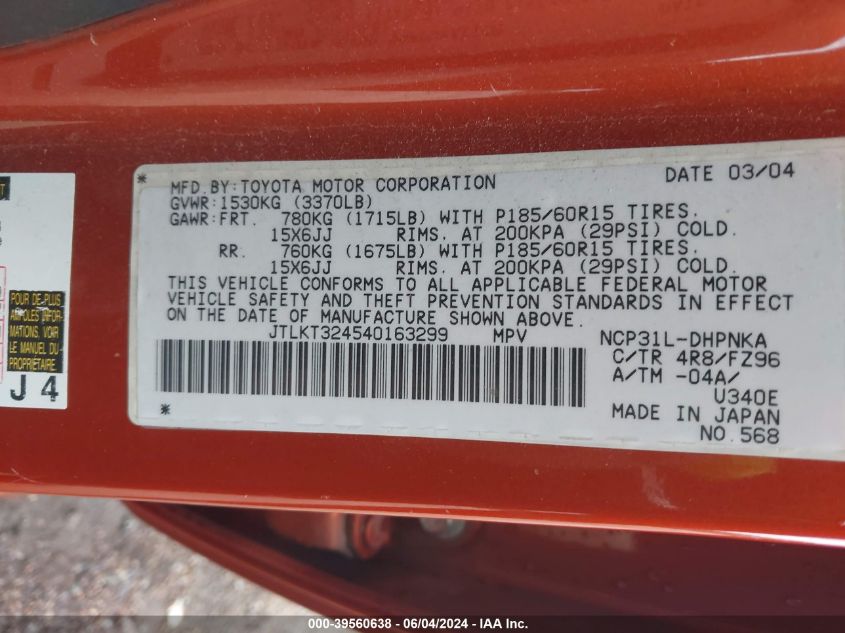 DATE 03/04
MFD.BY:TOYOTA MOTOR CORPORATION
GVWR:1530KG (3370LB)
GAWR:FRT. 780KG (1715LB) WITH P185/60R15 TIRES.
15X6JJ RIMS. AT 200KPA (29PSI) COLD.
RR. 760KG (1675LB) WITH P185/60R15 TIRES.
15X6JJ RIMS. AT 200KPA (29PSI) COLD.
THIS VEHICLE CONFORMS TO ALL APPLICABLE FEDERAL MOTOR
VEHICLE SAFETY AND THEFT PREVENTION STANDARDS IN EFFECT
ON THE DATE OF MANUFACTURE SHOWN ABOVE.
JTLKT324540163299 MPV NCP31L-DHPNKA
C/TR 4R8/FZ96
A/TM -04A/
U340E
MADE IN JAPAN
NO.568
POUR DE PLUS
AMPLES INFOR-
MATIONS, VOIR
LE MANUEL DU
PROPRIÉTAIRE.
J4
000-39560638 - 06/04/2024 - IAA Inc.